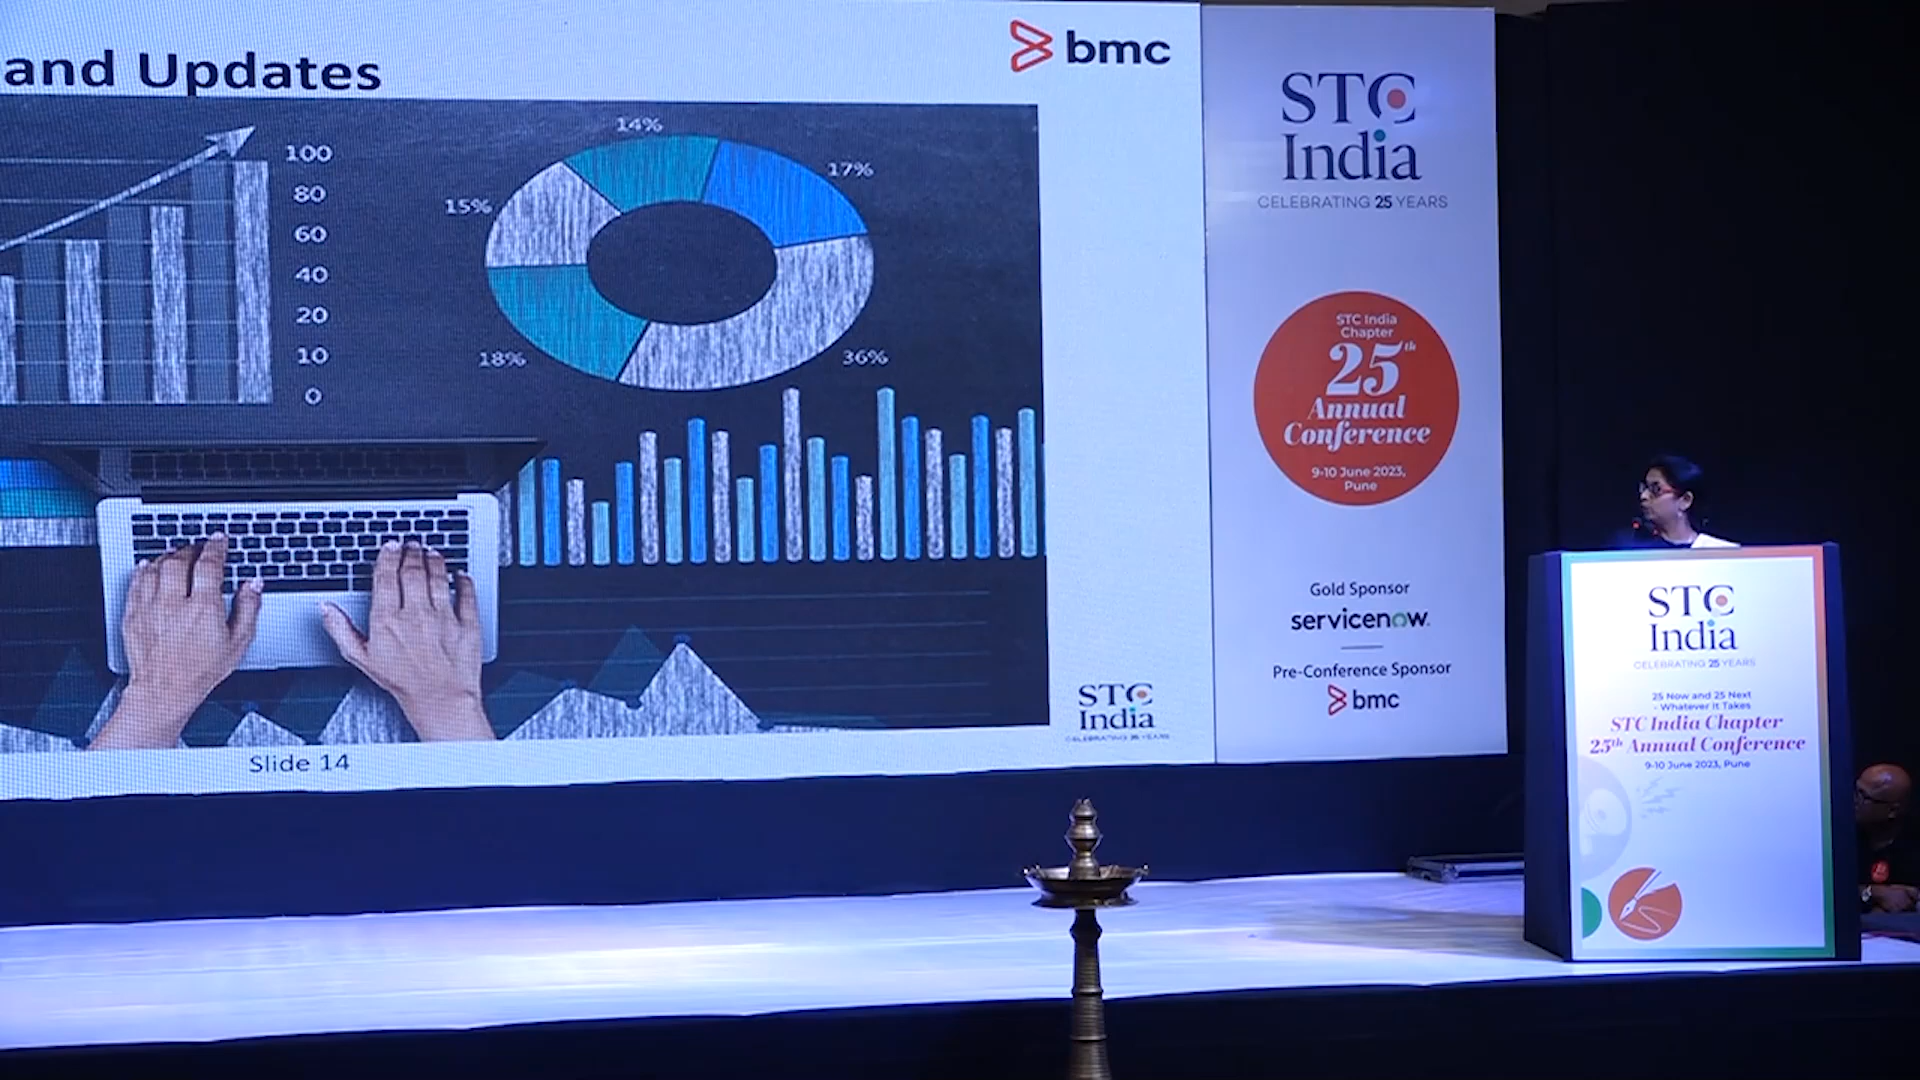 and Updates
bmc
100
80
60
40
20
10
0
14%
17%
15%
18%
36%
Slide 14
STC
India
CELEBRATING 25 YEARS
STC
India
CELEBRATING 25 YEARS
STC India
Chapter
25th
Annual
Conference
9-10 June 2023,
Pune
Gold Sponsor
servicenow.
Pre-Conference Sponsor
bmc
STC
India
CELEBRATING 25 YEARS
25 Now and 25 Next
- Whatever It Takes
STC India Chapter
25th Annual Conference
9-10 June 2023, Pune